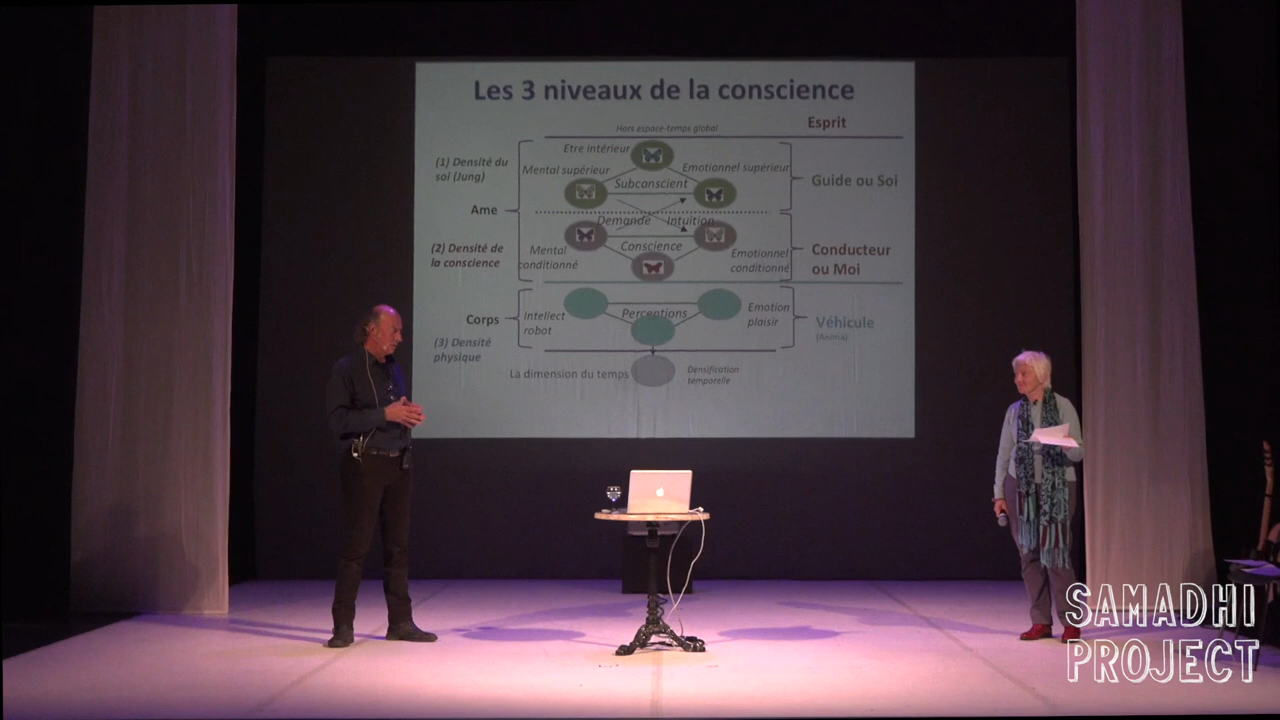 Les 3 niveaux de la conscience
Hors espace-temps global
Esprit
Etre intérieur
(1) Densité du
soi (Jung)
Mental supérieur
Emotionnel supérieur
Subconscient
Guide ou Soi
Ame
Demande
Intuition
(2) Densité de
la conscience
Conscience
Mental
conditionné
Emotionnel
conditionné
Conducteur
ou Moi
Corps
Intellect
robot
Perceptions
Emotion
plaisir
Véhicule
(Anima)
(3) Densité
physique
La dimension du temps
Densification
temporelle
SAMADHI
PROJECT